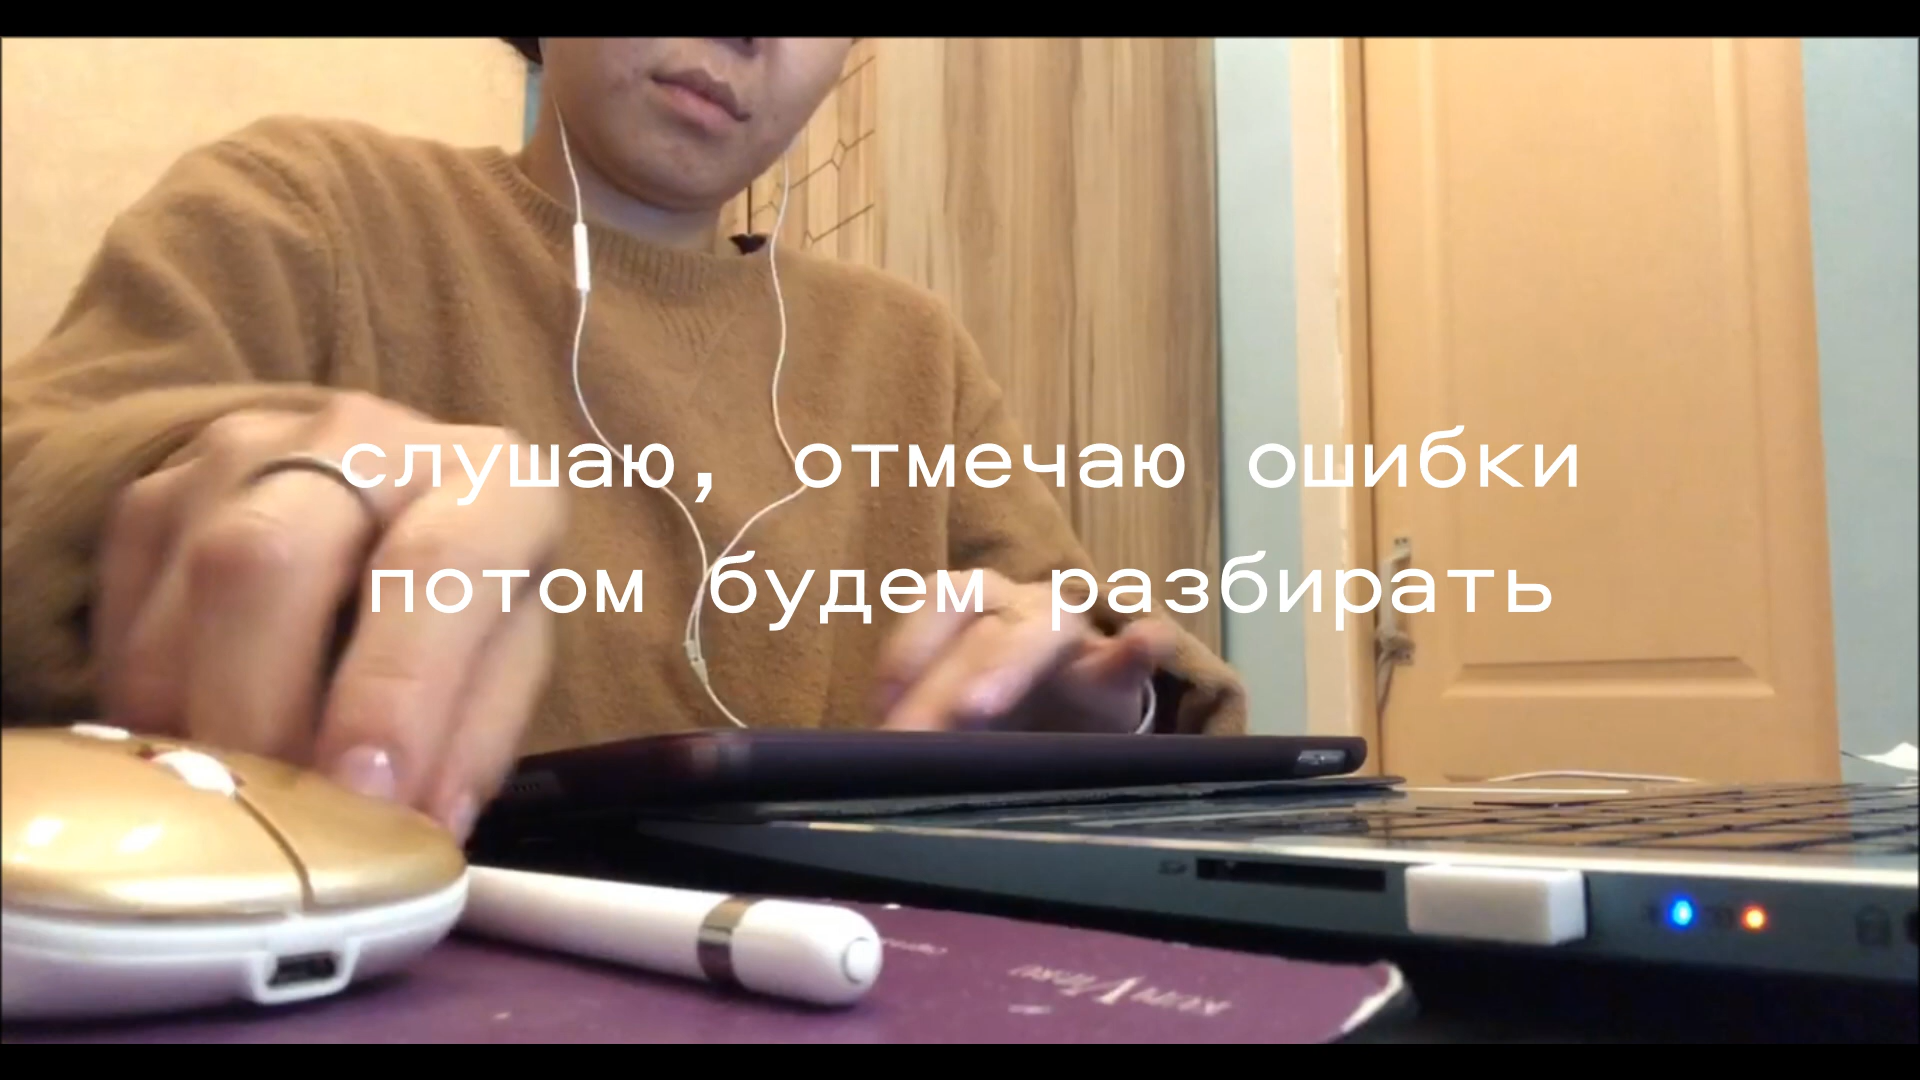 слушаю, отмечаю ошибки
потом будем разбирать